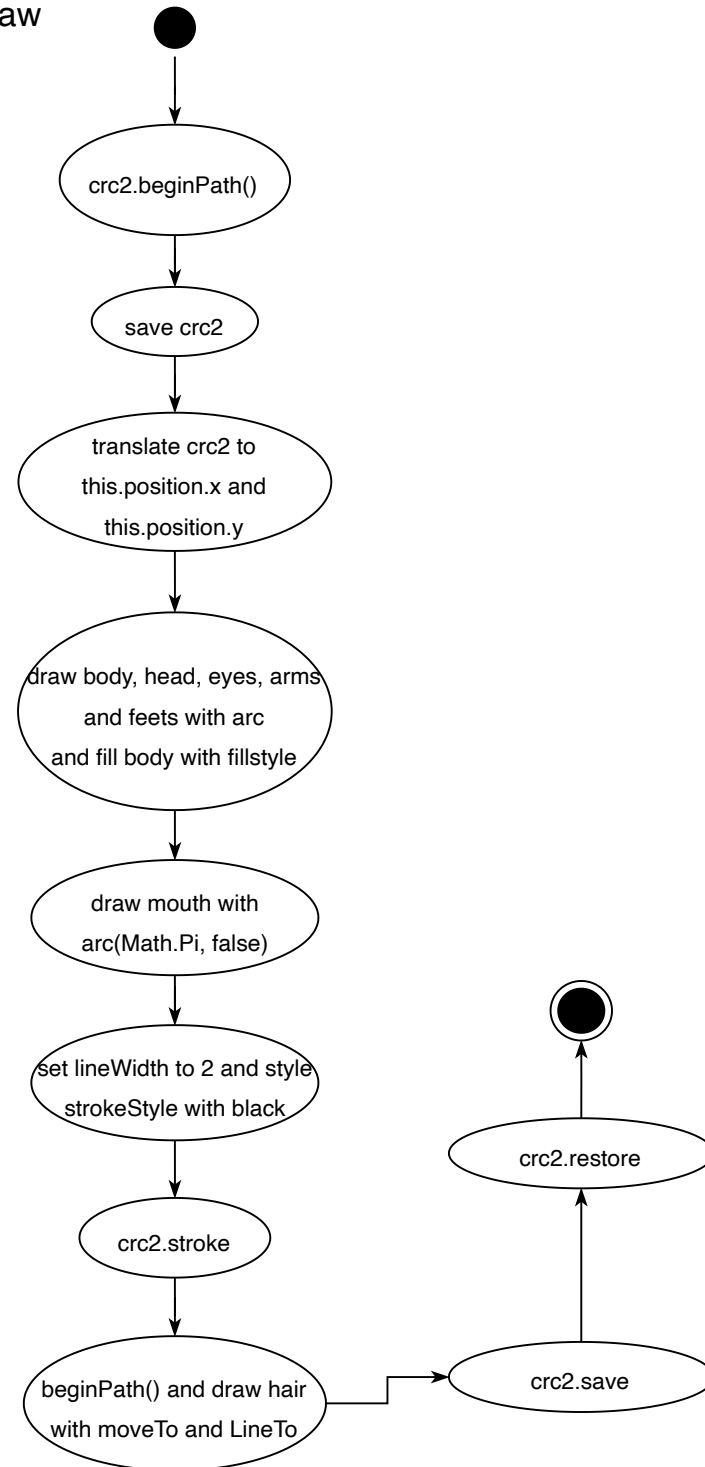 aw
crc2.beginPath()
save crc2
translate crc2 to
this.position.x and
this.position.y
draw body, head, eyes, arms
and feets with arc
and fill body with fillstyle
draw mouth with
arc(Math.Pi, false)
set lineWidth to 2 and style
strokeStyle with black
crc2.stroke
beginPath() and draw hair
with moveTo and LineTo
crc2.save
crc2.restore